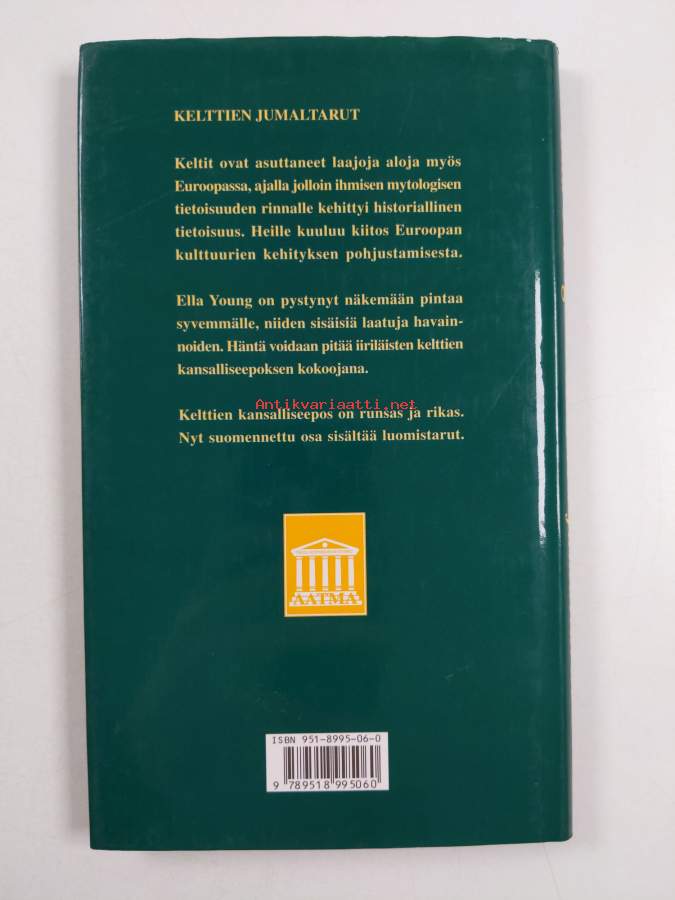 KELTTIEN JUMALTARUT
Keltit ovat asuttaneet laajoja aloja myös
Euroopassa, ajalla jolloin ihmisen mytologisen
tietoisuuden rinnalle kehittyi historiallinen
tietoisuus. Heille kuuluu kiitos Euroopan
kulttuurien kehityksen pohjustamisesta.
Ella Young on pystynyt näkemään pintaa
syvemmälle, niiden sisäisiä laatuja havain-
noiden. Häntä voidaan pitää iiriläisten kelttien
kansalliseepoksen kokoojana.
Antikvariaatti.net
Kelttien kansalliseepos on runsas ja rikas.
Nyt suomennettu osa sisältää luomistarut.
AATMA
ISBN 951-8995-06-0
9 789518 995060